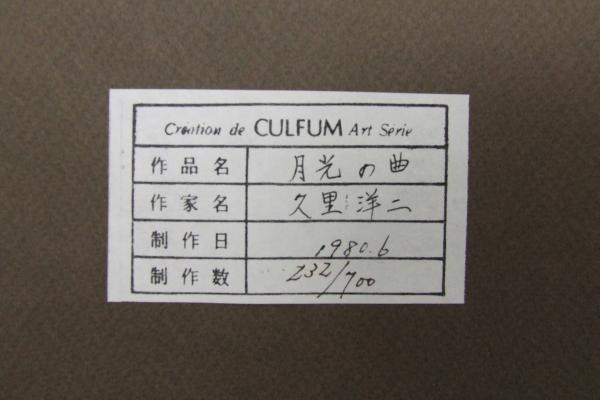 Création de CULFUM Art Série
作品名 月光の曲
作家名 久里洋二
制作日 1980.6
制作数 232/700